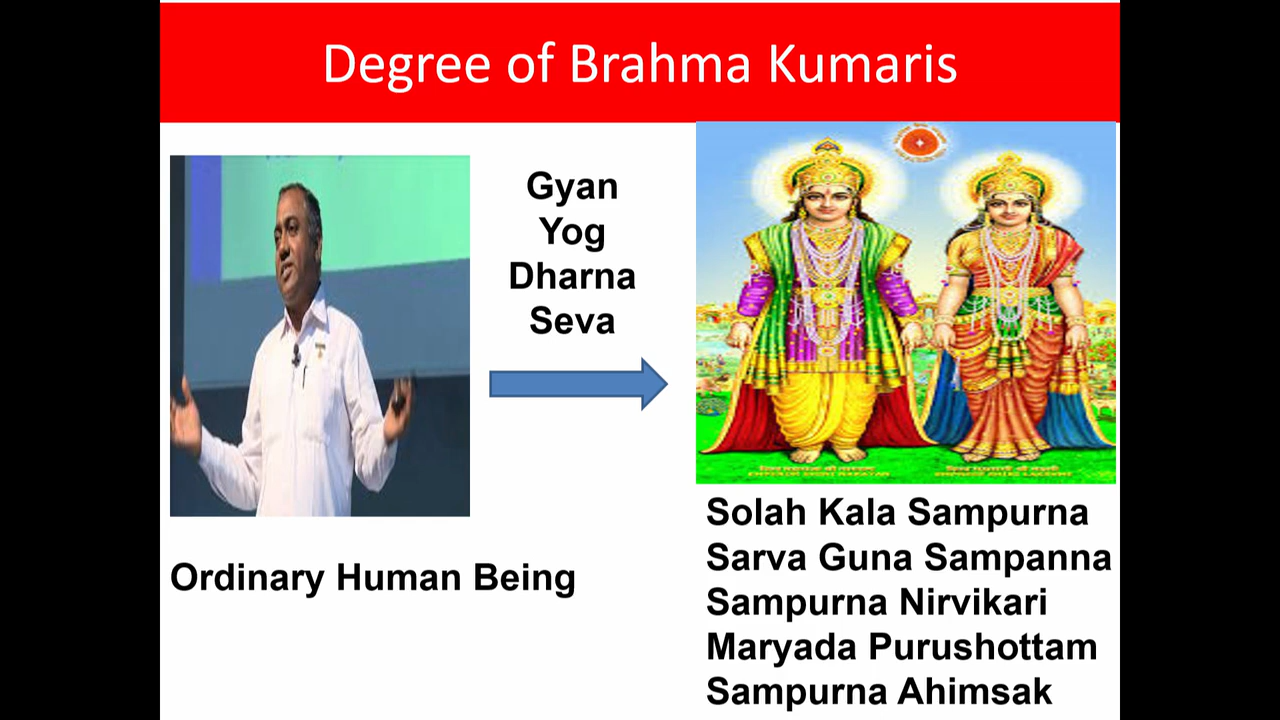 Degree of Brahma Kumaris
Gyan
Yog
Dharna
Seva
Ordinary Human Being
Solah Kala Sampurna
Sarva Guna Sampanna
Sampurna Nirvikari
Maryada Purushottam
Sampurna Ahimsak